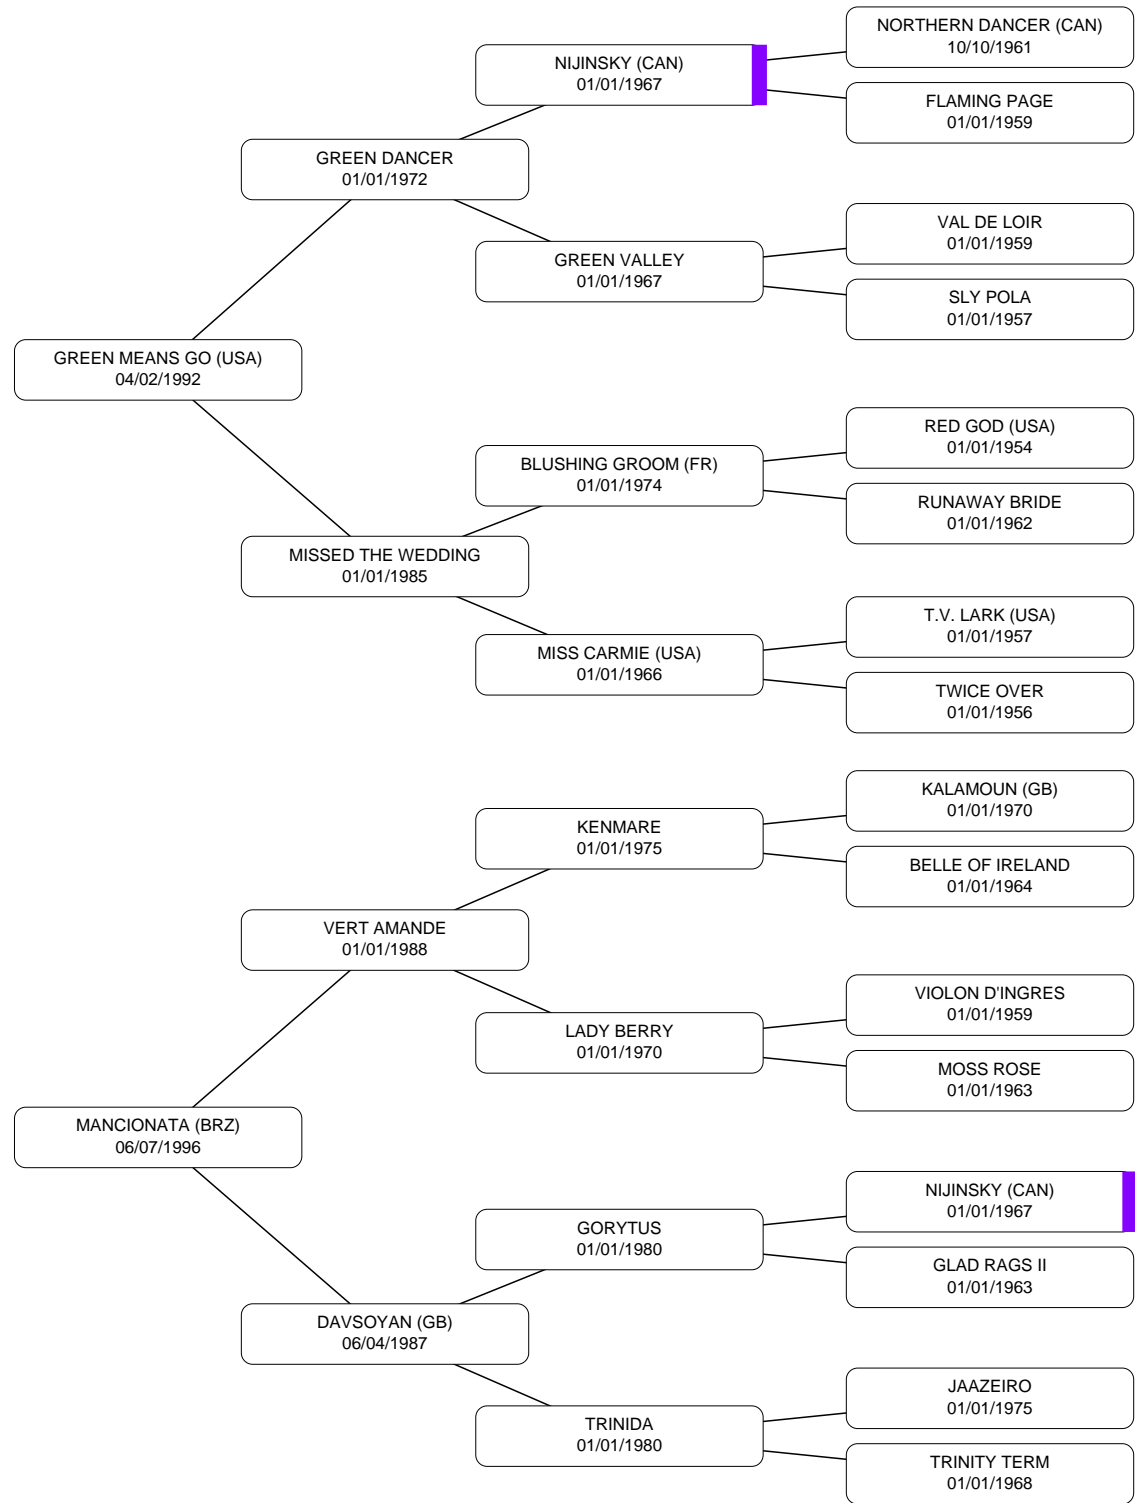 NORTHERN DANCER (CAN)
10/10/1961
NIJINSKY (CAN)
01/01/1967
FLAMING PAGE
01/01/1959
GREEN DANCER
01/01/1972
VAL DE LOIR
01/01/1959
GREEN VALLEY
01/01/1967
SLY POLA
01/01/1957
GREEN MEANS GO (USA)
04/02/1992
RED GOD (USA)
01/01/1954
BLUSHING GROOM (FR)
01/01/1974
RUNAWAY BRIDE
01/01/1962
MISSED THE WEDDING
01/01/1985
T.V. LARK (USA)
01/01/1957
MISS CARMIE (USA)
01/01/1966
TWICE OVER
01/01/1956
KALAMOUN (GB)
01/01/1970
KENMARE
01/01/1975
BELLE OF IRELAND
01/01/1964
VERT AMANDE
01/01/1988
VIOLON D'INGRES
01/01/1959
LADY BERRY
01/01/1970
MOSS ROSE
01/01/1963
MANCIONATA (BRZ)
06/07/1996
NIJINSKY (CAN)
01/01/1967
GORYTUS
01/01/1980
GLAD RAGS II
01/01/1963
DAVSOYAN (GB)
06/04/1987
JAAZEIRO
01/01/1975
TRINIDA
01/01/1980
TRINITY TERM
01/01/1968